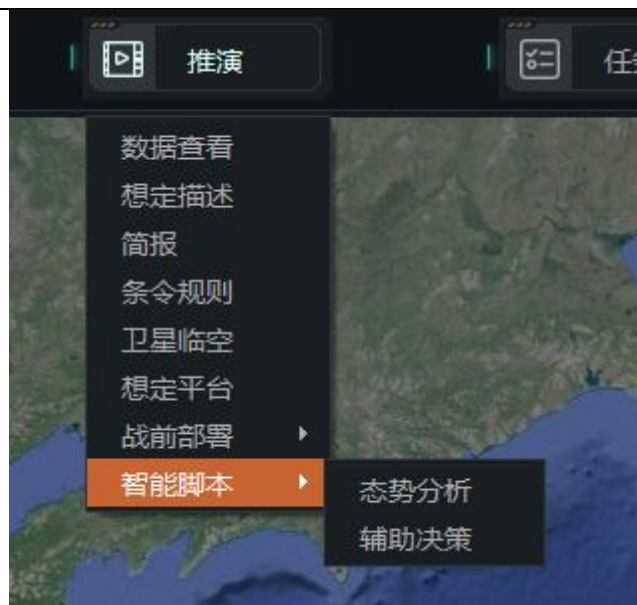 推演
数据查看
想定描述
简报
条令规则
卫星临空
想定平台
战前部署
智能脚本
态势分析
辅助决策